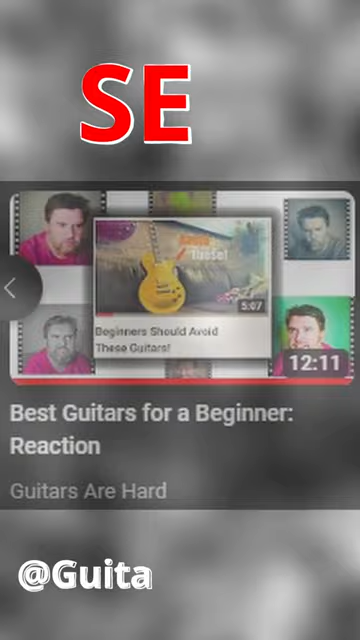 SE
Avoid
These!
5:07
Beginners Should Avoid
These Guitars!
12:11
Best Guitars for a Beginner:
Reaction
Guitars Are Hard
@Guita